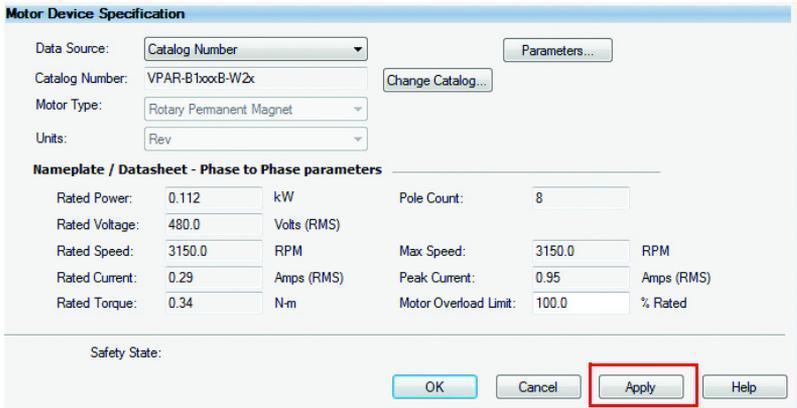 Motor Device Specification
Data Source: Catalog Number Parameters...
Catalog Number: VPAR-B1xxxB-W2x Change Catalog...
Motor Type: Rotary Permanent Magnet
Units: Rev
Nameplate / Datasheet - Phase to Phase parameters
Rated Power: 0.112 kW Pole Count: 8
Rated Voltage: 480.0 Volts (RMS)
Rated Speed: 3150.0 RPM Max Speed: 3150.0 RPM
Rated Current: 0.29 Amps (RMS) Peak Current: 0.95 Amps (RMS)
Rated Torque: 0.34 N-m Motor Overload Limit: 100.0 % Rated
Safety State:
OK Cancel Apply Help